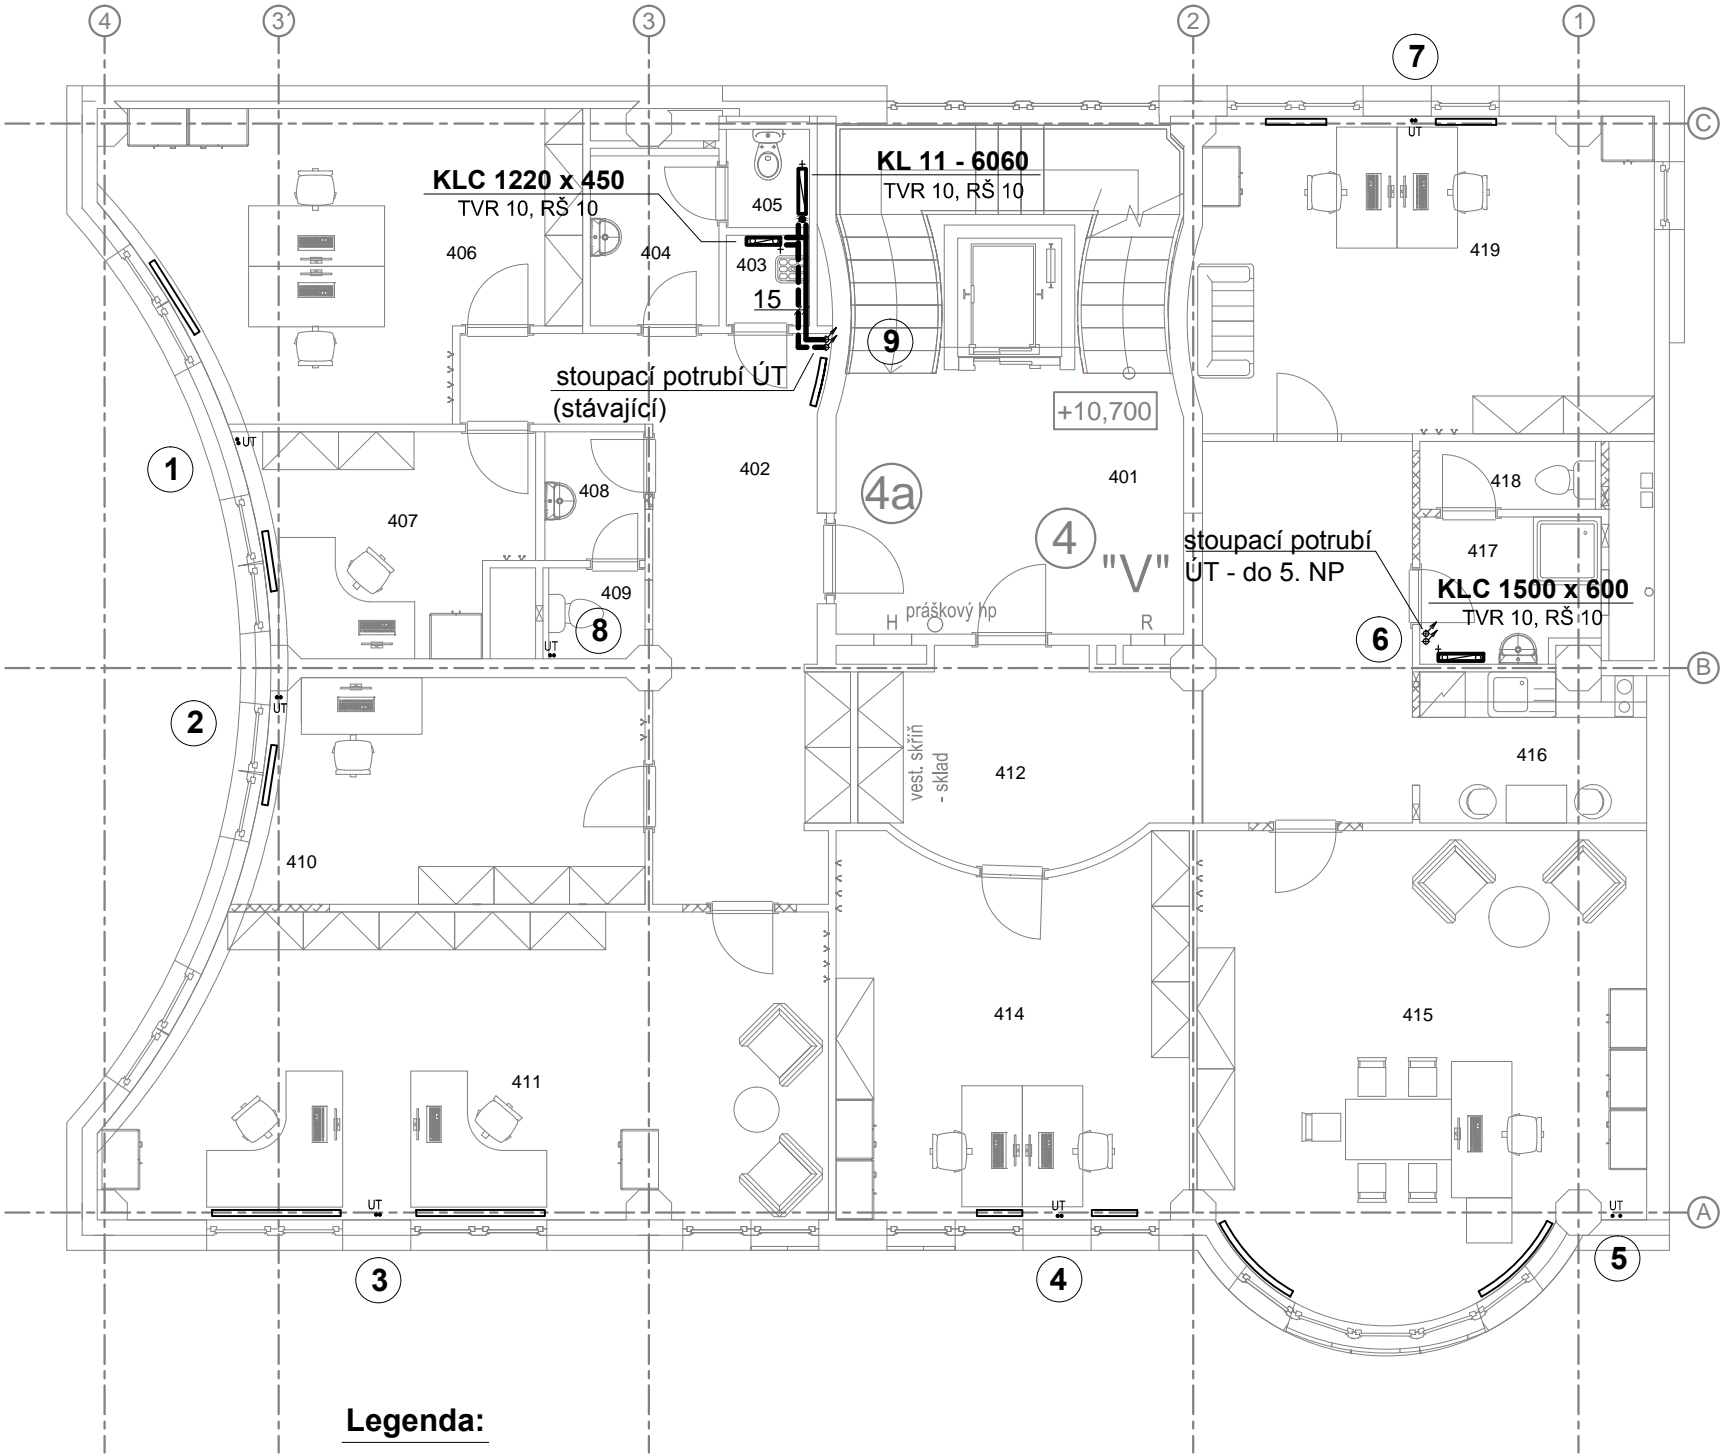 4
3'
3
2
1
7
C
KL 11 - 6060
TVR 10, RŠ 10
KLC 1220 x 450
TVR 10, RŠ 10
UT
405
406
404
403
419
15
9
stoupací potrubí ÚT
(stávající)
+10,700
UT
1
402
401
408
407
4a
418
4
"V"
stoupací potrubí
ÚT - do 5. NP
417
KLC 1500 x 600
TVR 10, RŠ 10
409
práškový hp
H
R
8
6
UT
B
UT
2
vest. skříň
- sklad
412
416
410
414
415
411
UT
UT
UT
A
3
4
5
Legenda: